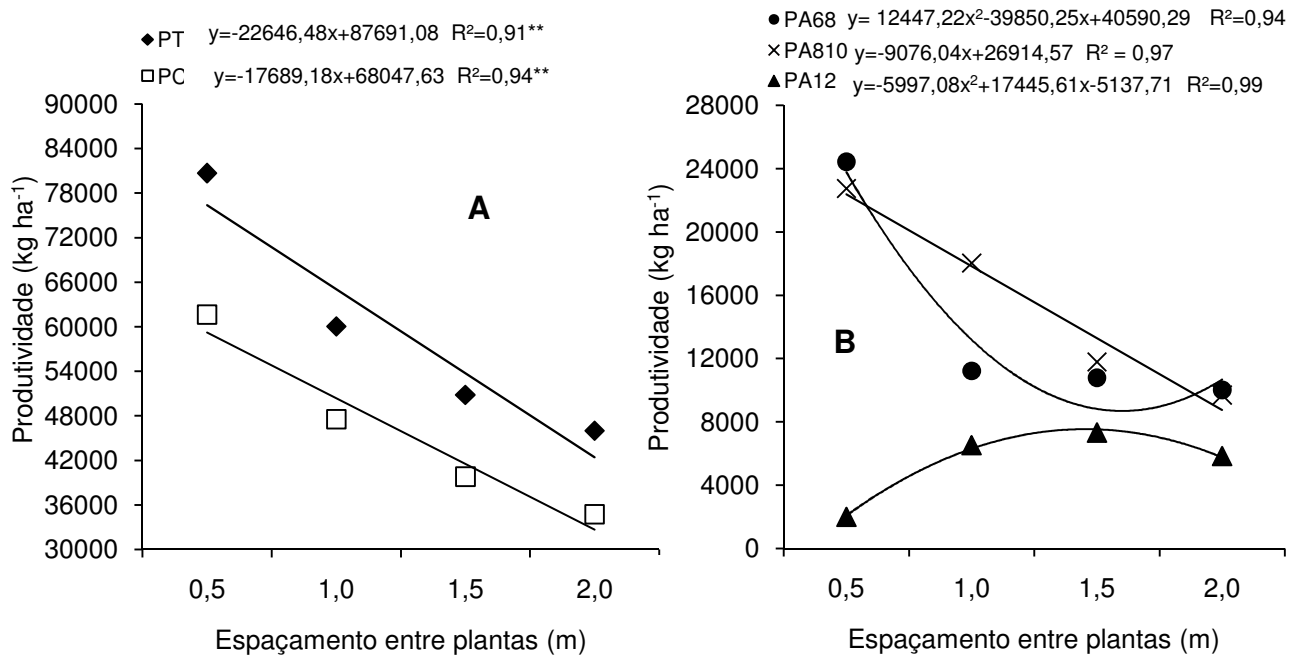 PT y=-22646,48x+87691,08 R²=0,91**
PC y=-17689,18x+68047,63 R²=0,94**
90000
84000
78000
72000
66000
60000
54000
48000
42000
36000
30000
Produtividade (kg ha⁻¹)
A
0,5 1,0 1,5 2,0
Espaçamento entre plantas (m)
PA68 y= 12447,22x²-39850,25x+40590,29 R²=0,94
PA810 y=-9076,04x+26914,57 R² = 0,97
PA12 y=-5997,08x²+17445,61x-5137,71 R²=0,99
28000
24000
20000
16000
12000
8000
4000
0
Produtividade (kg ha⁻¹)
B
0,5 1,0 1,5 2,0
Espaçamento entre plantas (m)